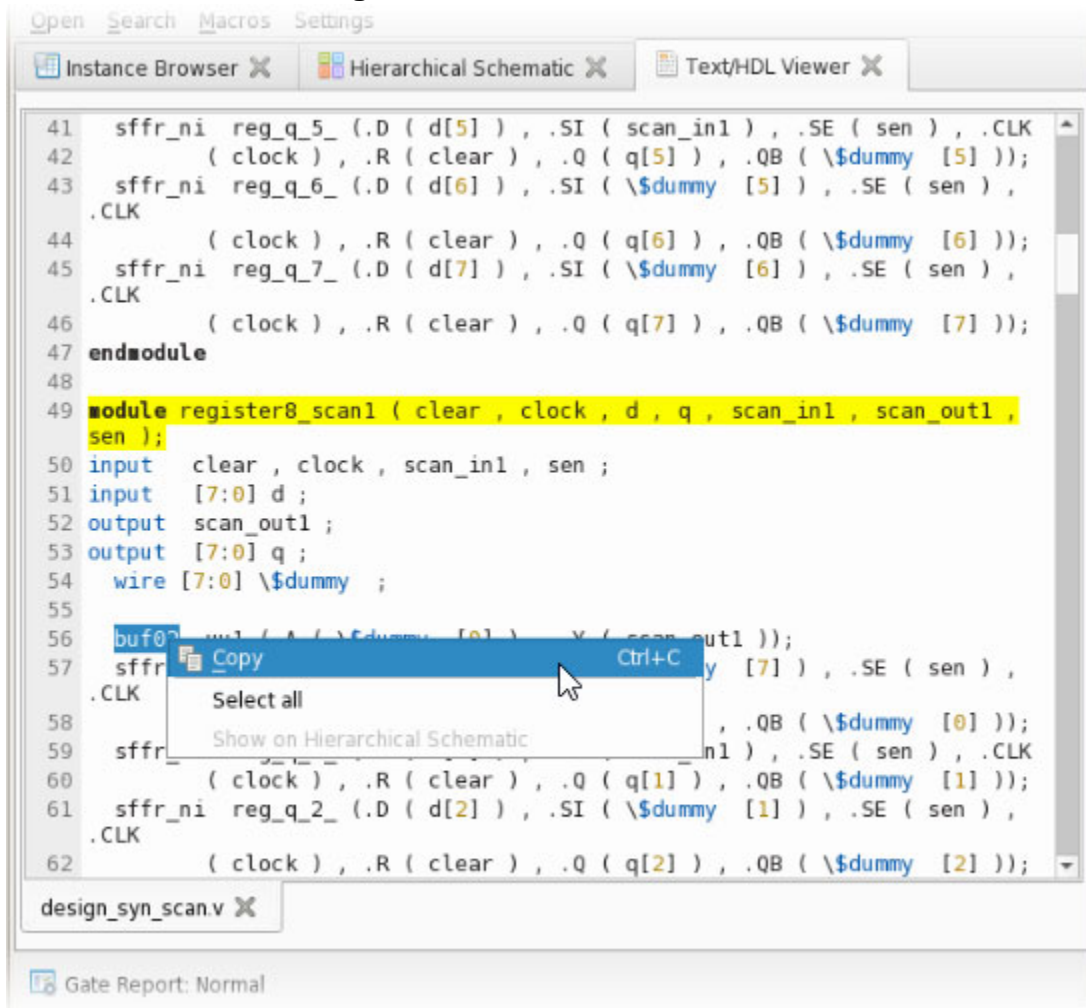 Open Search Macros Settings
Instance Browser Hierarchical Schematic Text/HDL Viewer
41 sffr_ni reg_q_5_ (.D ( d[5] ) , .SI ( scan_in1 ) , .SE ( sen ) , .CLK
42 ( clock ) , .R ( clear ) , .Q ( q[5] ) , .QB ( \$dummy [5] ));
43 sffr_ni reg_q_6_ (.D ( d[6] ) , .SI ( \$dummy [5] ) , .SE ( sen ) ,
.CLK
44 ( clock ) , .R ( clear ) , .Q ( q[6] ) , .QB ( \$dummy [6] ));
45 sffr_ni reg_q_7_ (.D ( d[7] ) , .SI ( \$dummy [6] ) , .SE ( sen ) ,
.CLK
46 ( clock ) , .R ( clear ) , .Q ( q[7] ) , .QB ( \$dummy [7] ));
47 endmodule
48
49 module register8_scan1 ( clear , clock , d , q , scan_in1 , scan_out1 ,
sen );
50 input clear , clock , scan_in1 , sen ;
51 input [7:0] d ;
52 output scan_out1 ;
53 output [7:0] q ;
54 wire [7:0] \$dummy ;
55
56 out1 ));
Copy Ctrl+C
57 sffr y [7] ) , .SE ( sen ) ,
.CLK
Select all
58 , .QB ( \$dummy [0] ));
Show on Hierarchical Schematic
59 sffr n1 ) , .SE ( sen ) , .CLK
60 ( clock ) , .R ( clear ) , .Q ( q[1] ) , .QB ( \$dummy [1] ));
61 sffr_ni reg_q_2_ (.D ( d[2] ) , .SI ( \$dummy [1] ) , .SE ( sen ) ,
.CLK
62 ( clock ) , .R ( clear ) , .Q ( q[2] ) , .QB ( \$dummy [2] ));
design_syn_scan.v
Gate Report: Normal